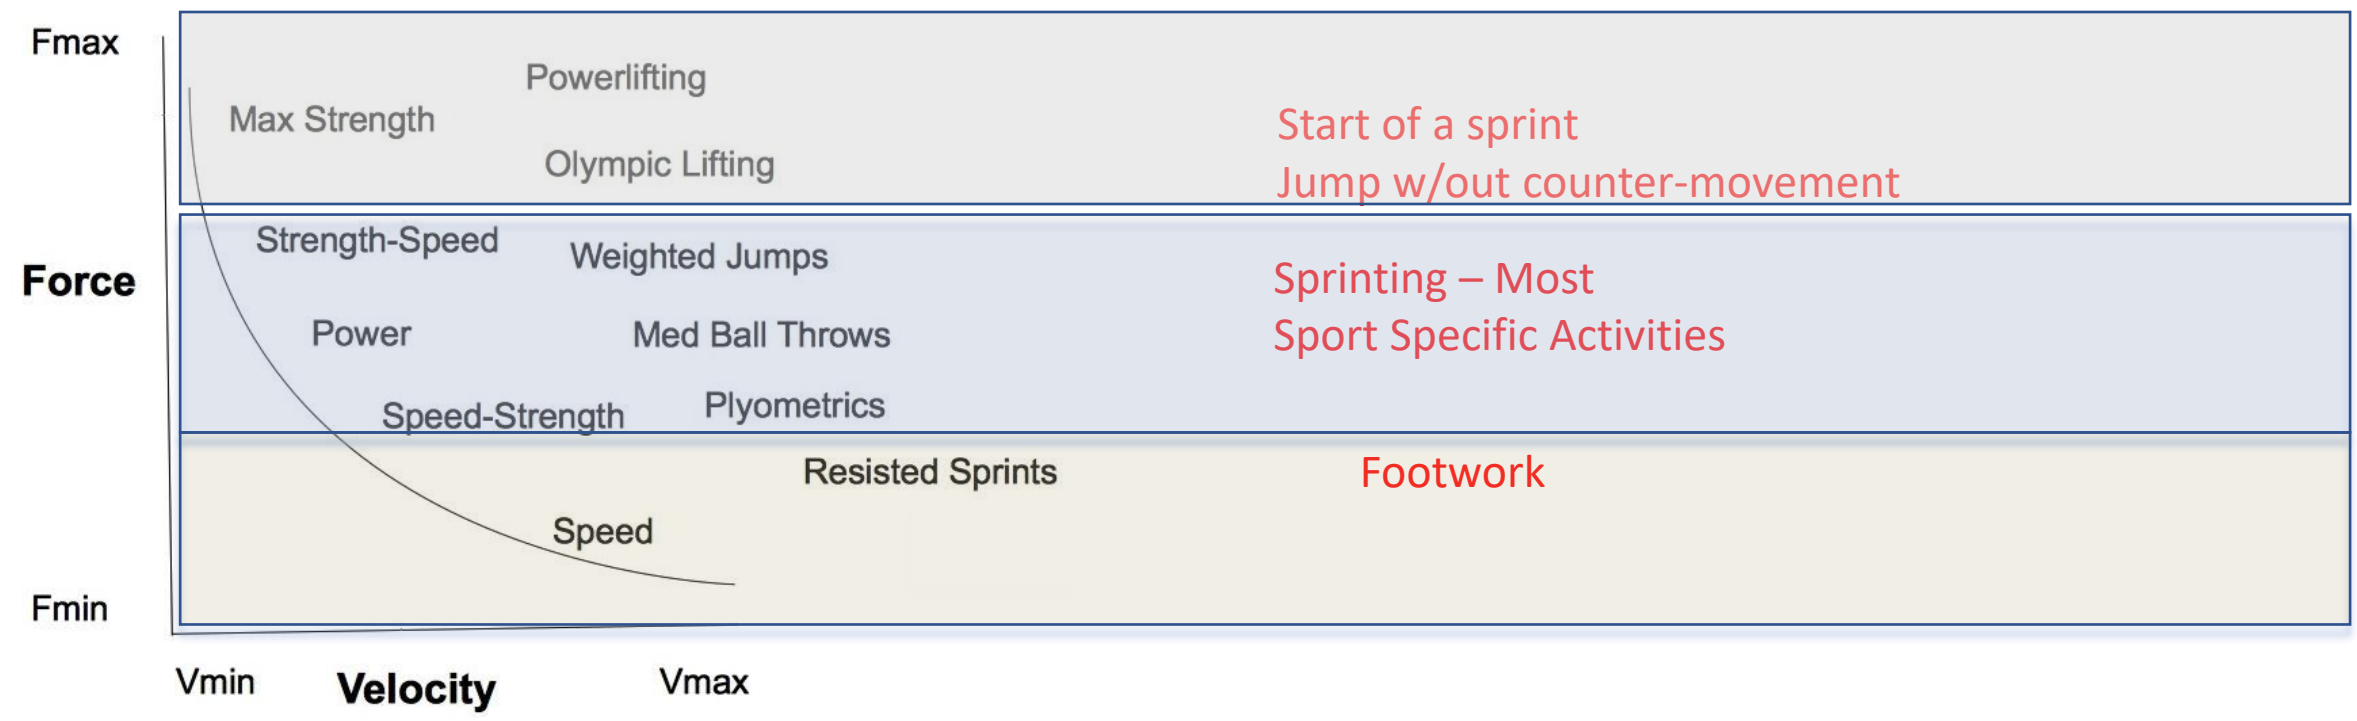 Fmax
Powerlifting
Max Strength
Start of a sprint
Olympic Lifting
Jump w/out counter-movement
Strength-Speed
Weighted Jumps
Force
Sprinting – Most
Power
Med Ball Throws
Sport Specific Activities
Speed-Strength
Plyometrics
Resisted Sprints
Footwork
Speed
Fmin
Vmin
Velocity
Vmax